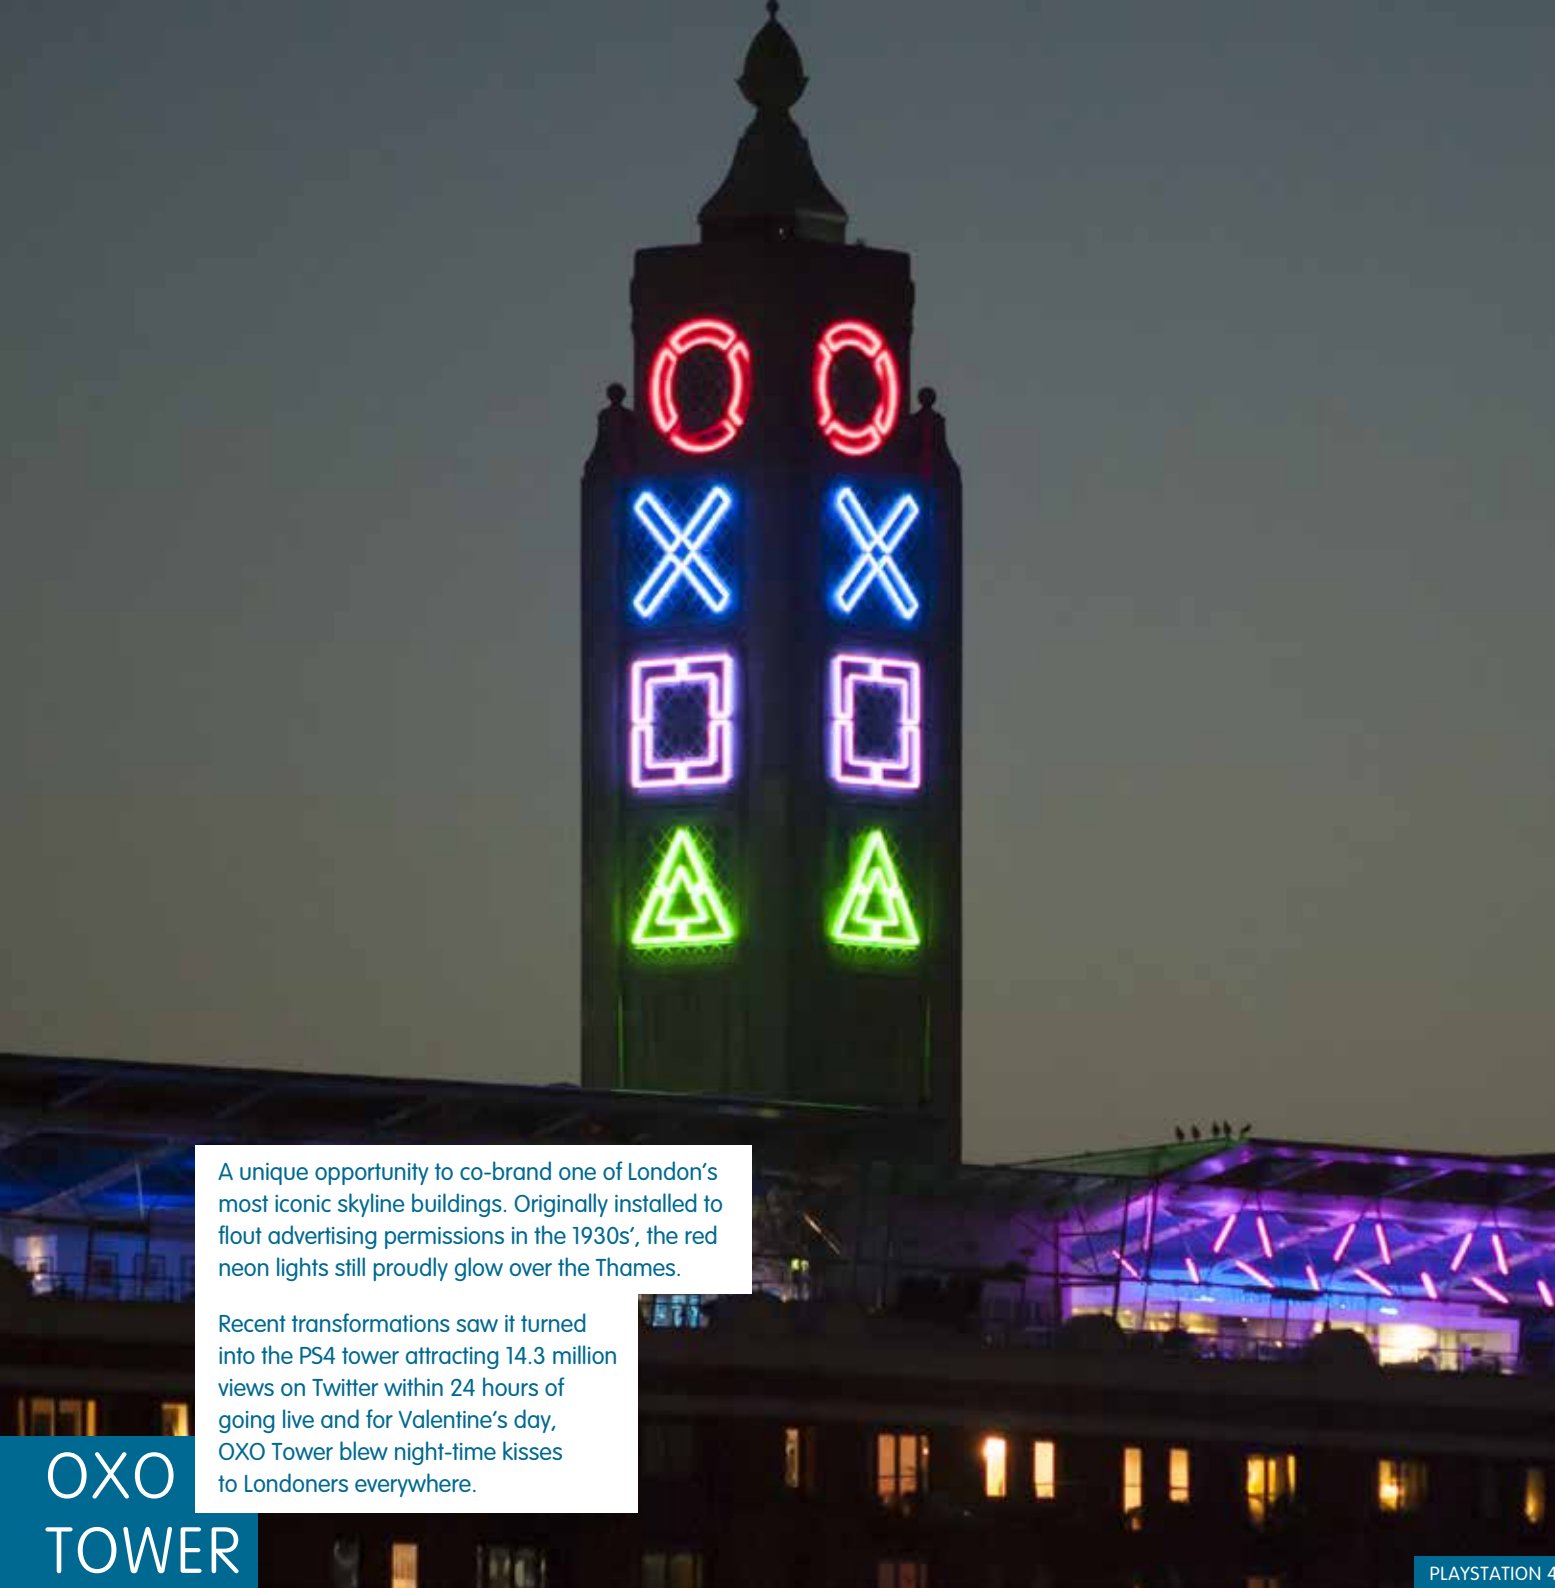 A unique opportunity to co-brand one of London’s
most iconic skyline buildings. Originally installed to
flout advertising permissions in the 1930s’, the red
neon lights still proudly glow over the Thames.
Recent transformations saw it turned
into the PS4 tower attracting 14.3 million
views on Twitter within 24 hours of
going live and for Valentine’s day,
OXO Tower blew night-time kisses
to Londoners everywhere.
OXO
TOWER
PLAYSTATION 4